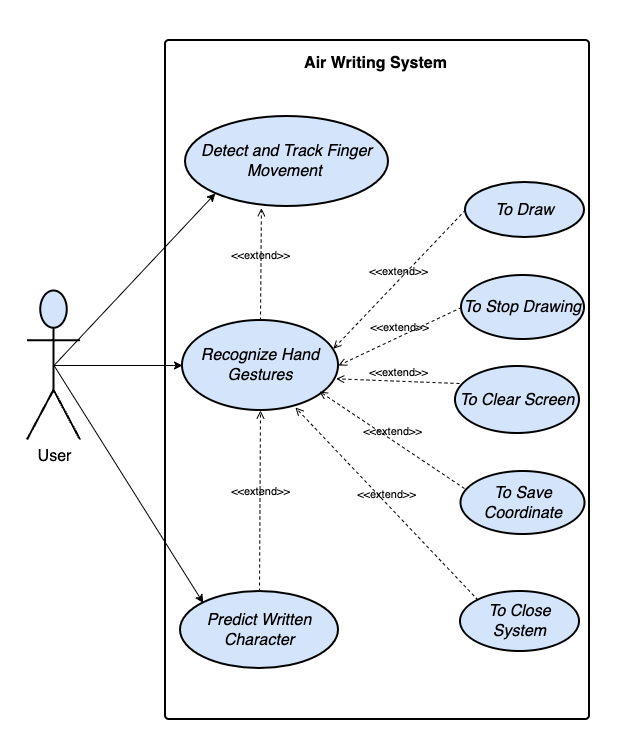 Air Writing System
Detect and Track Finger
Movement
To Draw
<<extend>>
<<extend>>
To Stop Drawing
<<extend>>
Recognize Hand
Gestures
<<extend>>
To Clear Screen
<<extend>>
User
<<extend>>
<<extend>>
To Save
Coordinate
Predict Written
Character
To Close
System